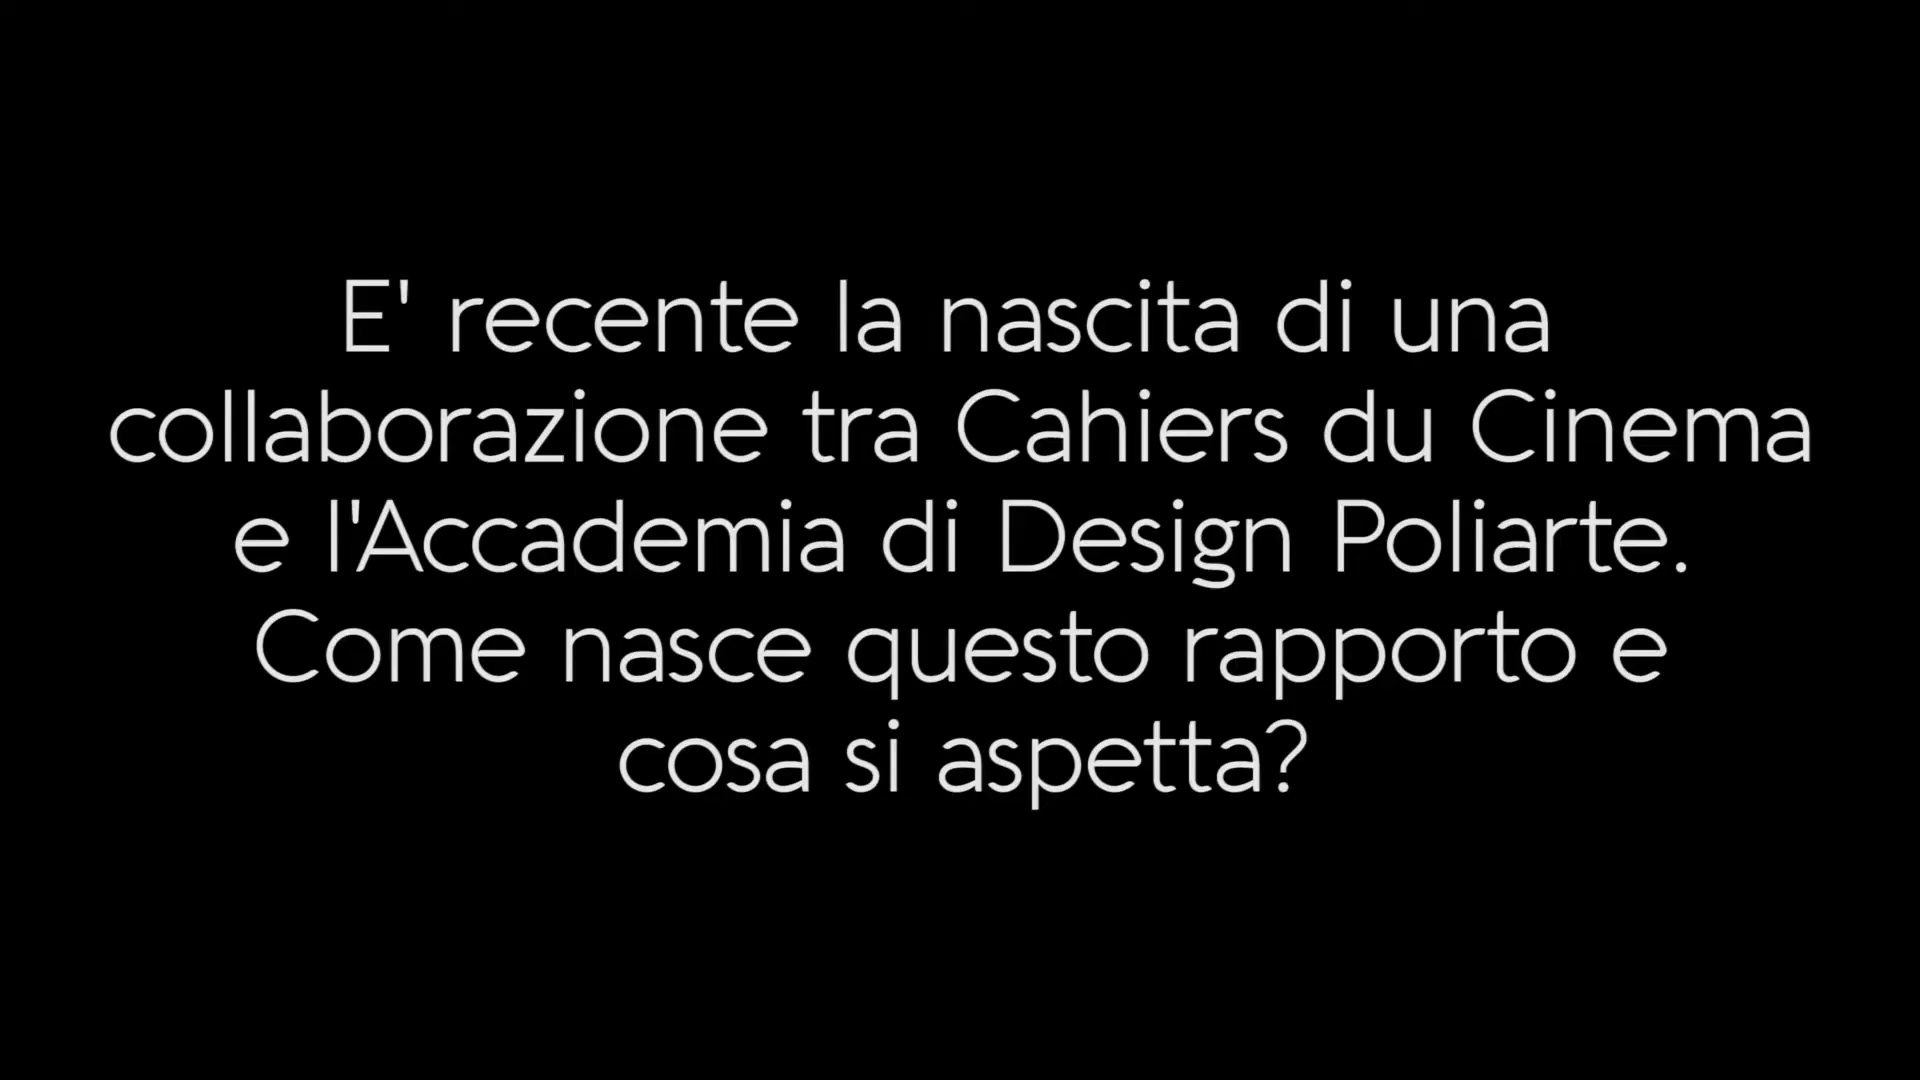 E' recente la nascita di una
collaborazione tra Cahiers du Cinema
e l'Accademia di Design Poliarte.
Come nasce questo rapporto e
cosa si aspetta?